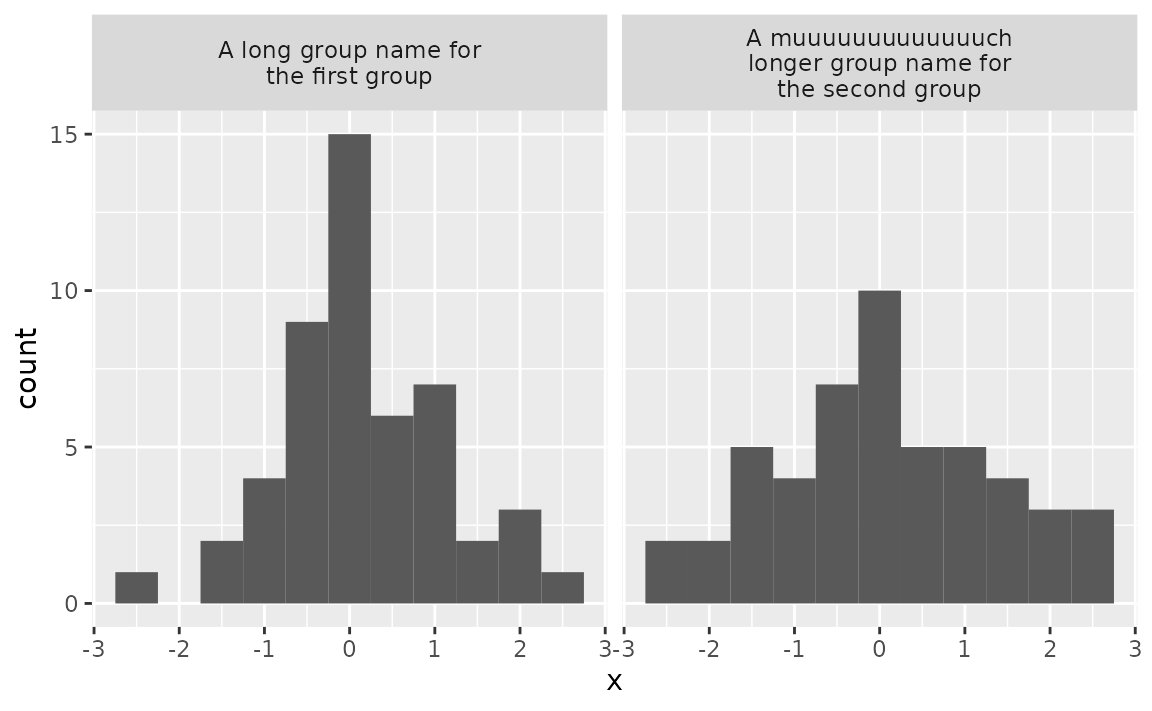 A long group name for
the first group
A muuuuuuuuuuuuuch
longer group name for
the second group
count
15
10
5
0
-3 -2 -1 0 1 2 3
-3 -2 -1 0 1 2 3
x